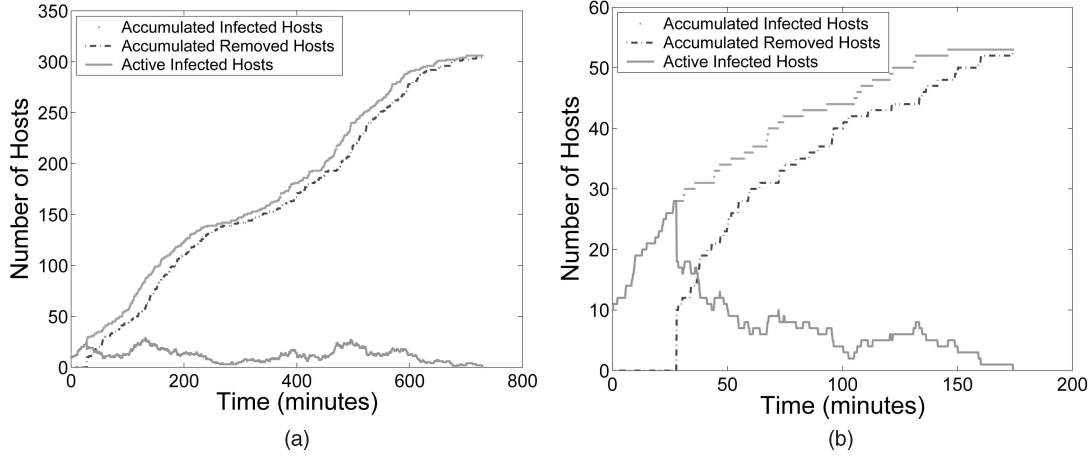 350
300
250
200
150
100
50
0
Number of Hosts
Accumulated Infected Hosts
Accumulated Removed Hosts
Active Infected Hosts
0 200 400 600 800
Time (minutes)
(a)
60
50
40
30
20
10
0
Number of Hosts
Accumulated Infected Hosts
Accumulated Removed Hosts
Active Infected Hosts
0 50 100 150 200
Time (minutes)
(b)